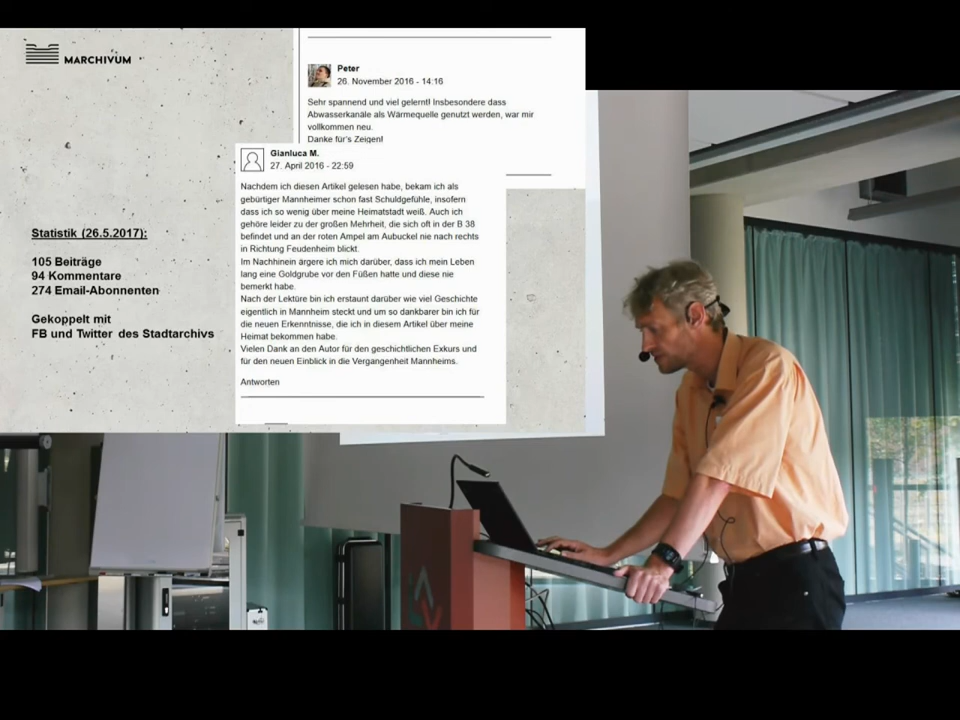 MARCHIVUM
Statistik (26.5.2017):
105 Beiträge
94 Kommentare
274 Email-Abonnenten
Gekoppelt mit
FB und Twitter des Stadtarchivs
Peter
26. November 2016 - 14:16
Sehr spannend und viel gelernt! Insbesondere dass
Abwasserkanäle als Wärmequelle genutzt werden, war mir
vollkommen neu.
Danke für's Zeigen!
Gianluca M.
27. April 2016 - 22:59
Nachdem ich diesen Artikel gelesen habe, bekam ich als
gebürtiger Mannheimer schon fast Schuldgefühle, insofern
dass ich so wenig über meine Heimatstadt weiß. Auch ich
gehöre leider zu der großen Mehrheit, die sich oft in der B 38
befindet und an der roten Ampel am Aubuckel nie nach rechts
in Richtung Feudenheim blickt.
Im Nachhinein ärgere ich mich darüber, dass ich mein Leben
lang eine Goldgrube vor den Füßen hatte und diese nie
bemerkt habe.
Nach der Lektüre bin ich erstaunt darüber wie viel Geschichte
eigentlich in Mannheim steckt und um so dankbarer bin ich für
die neuen Erkenntnisse, die ich in diesem Artikel über meine
Heimat bekommen habe.
Vielen Dank an den Autor für den geschichtlichen Exkurs und
für den neuen Einblick in die Vergangenheit Mannheims.
Antworten